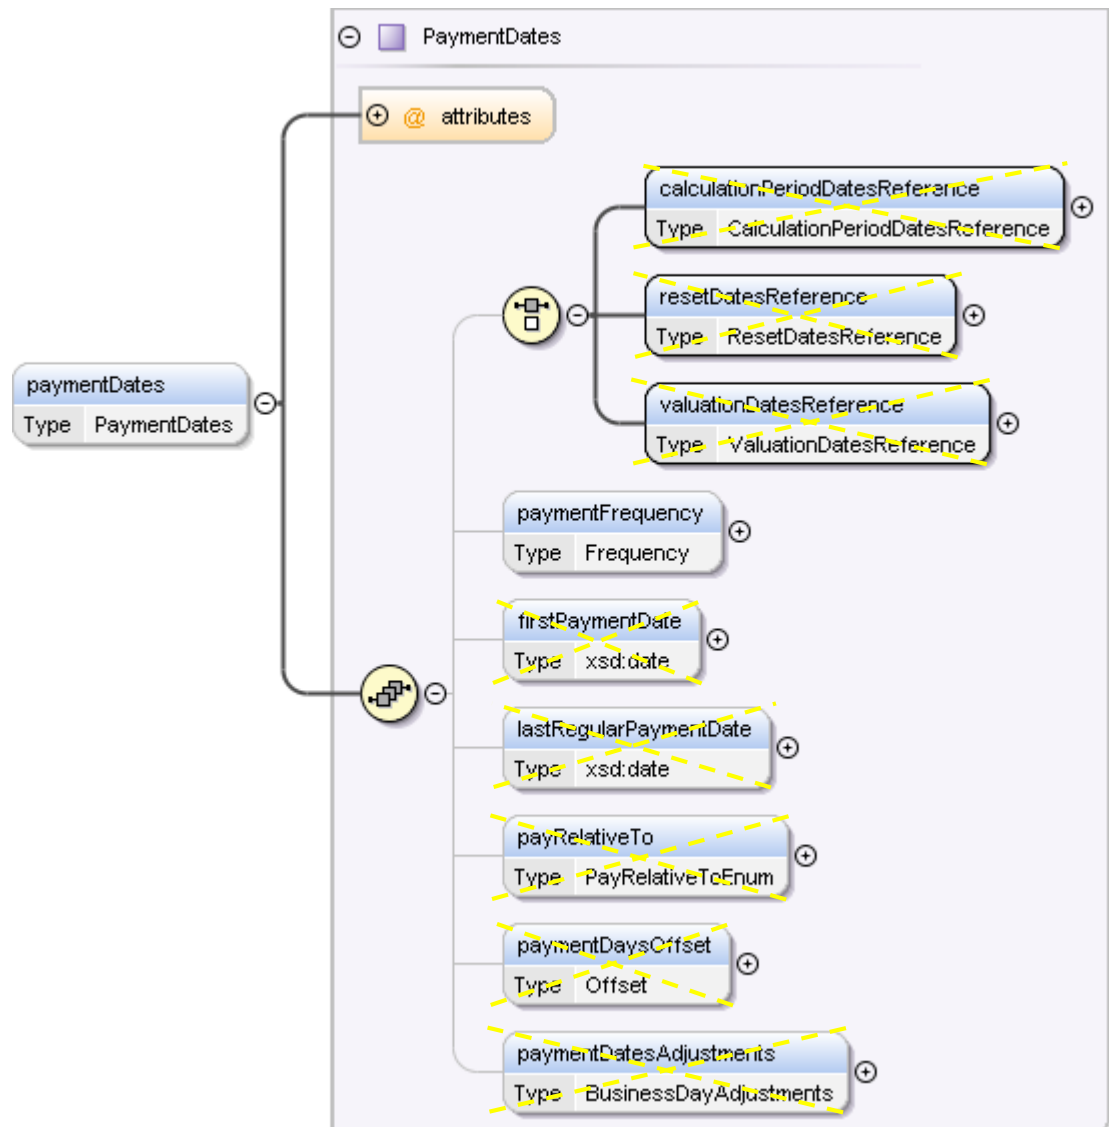 PaymentDates
@ attributes
calculationPeriodDatesReference
Type CalculationPeriodDatesReference
resetDatesReference
Type ResetDatesReference
valuationDatesReference
Type ValuationDatesReference
paymentDates
Type PaymentDates
paymentFrequency
Type Frequency
firstPaymentDate
Type xsd:date
lastRegularPaymentDate
Type xsd:date
payRelativeTo
Type PayRelativeToEnum
paymentDaysOffset
Type Offset
paymentDatesAdjustments
Type BusinessDayAdjustments